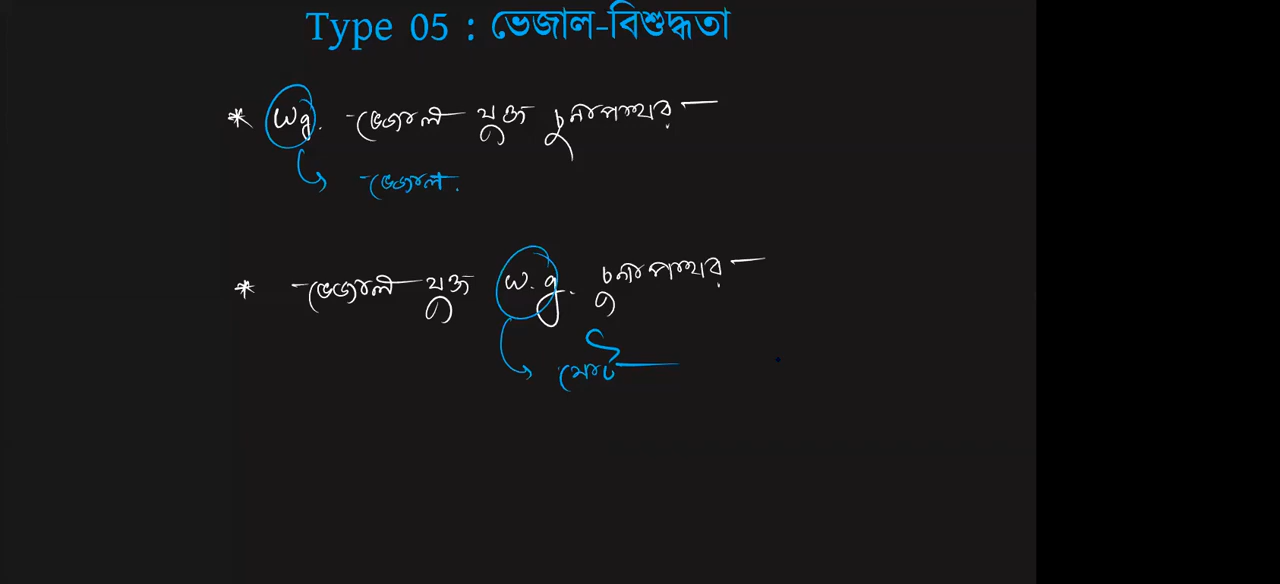 Type 05 : ভেজাল-বিশুদ্ধতা
* wg. ভেজাল যুক্ত চুনাপাথর —
ভেজাল.
* ভেজাল যুক্ত w.g. চুনাপাথর —
মোট